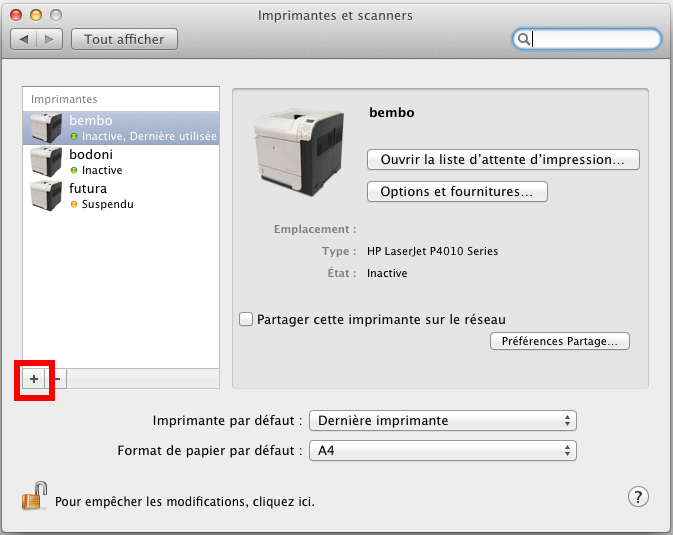 Imprimantes et scanners
Tout afficher
Imprimantes
bembo
Inactive, Dernière utilisée
bodoni
Inactive
futura
Suspendu
+
−
bembo
Ouvrir la liste d'attente d'impression...
Options et fournitures...
Emplacement :
Type : HP LaserJet P4010 Series
État : Inactive
Partager cette imprimante sur le réseau
Préférences Partage...
Imprimante par défaut : Dernière imprimante
Format de papier par défaut : A4
Pour empêcher les modifications, cliquez ici.
?